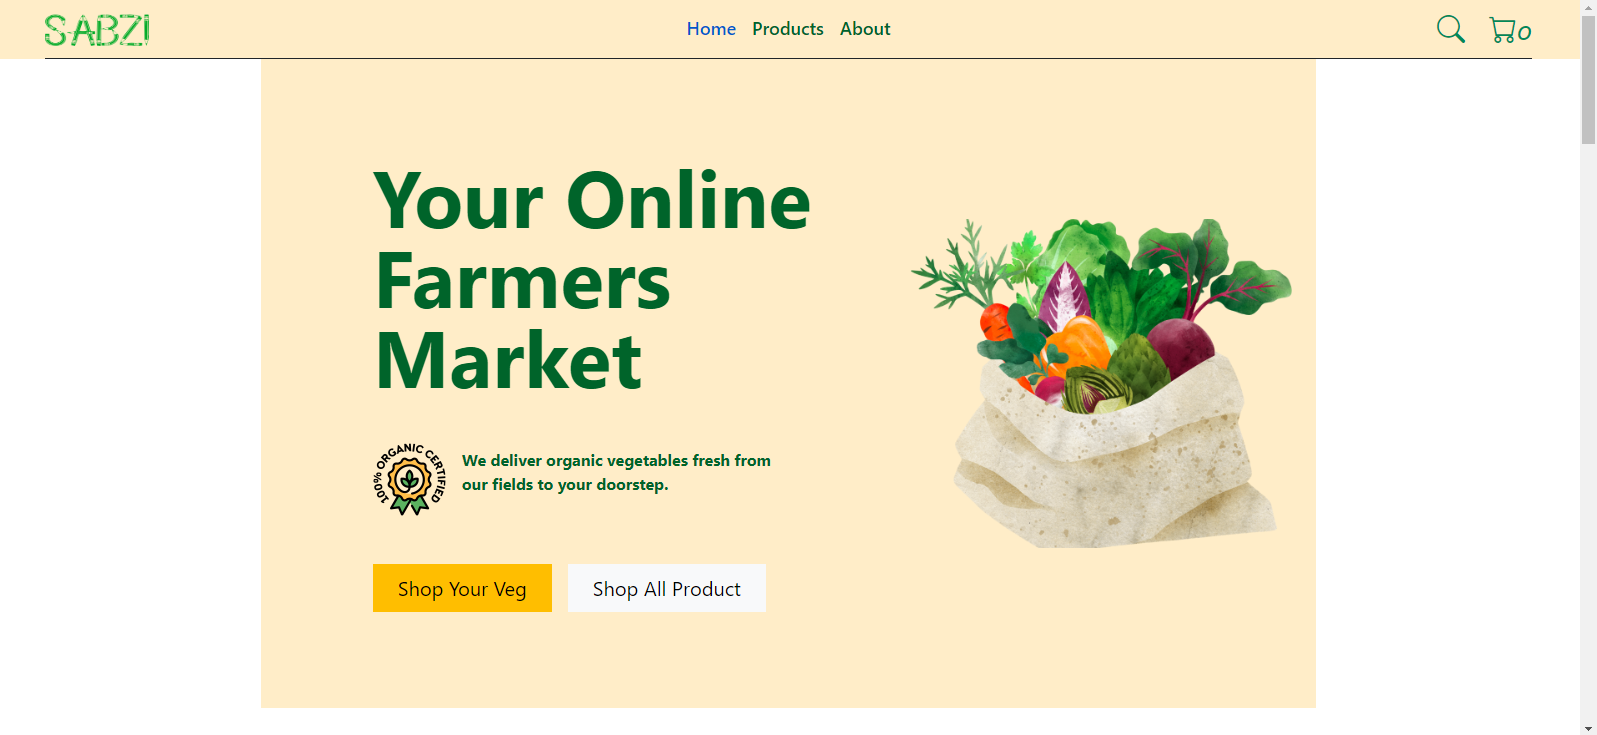 SABZI
Home Products About
0
Your Online
Farmers
Market
100% ORGANIC CERTIFIED
We deliver organic vegetables fresh from
our fields to your doorstep.
Shop Your Veg
Shop All Product